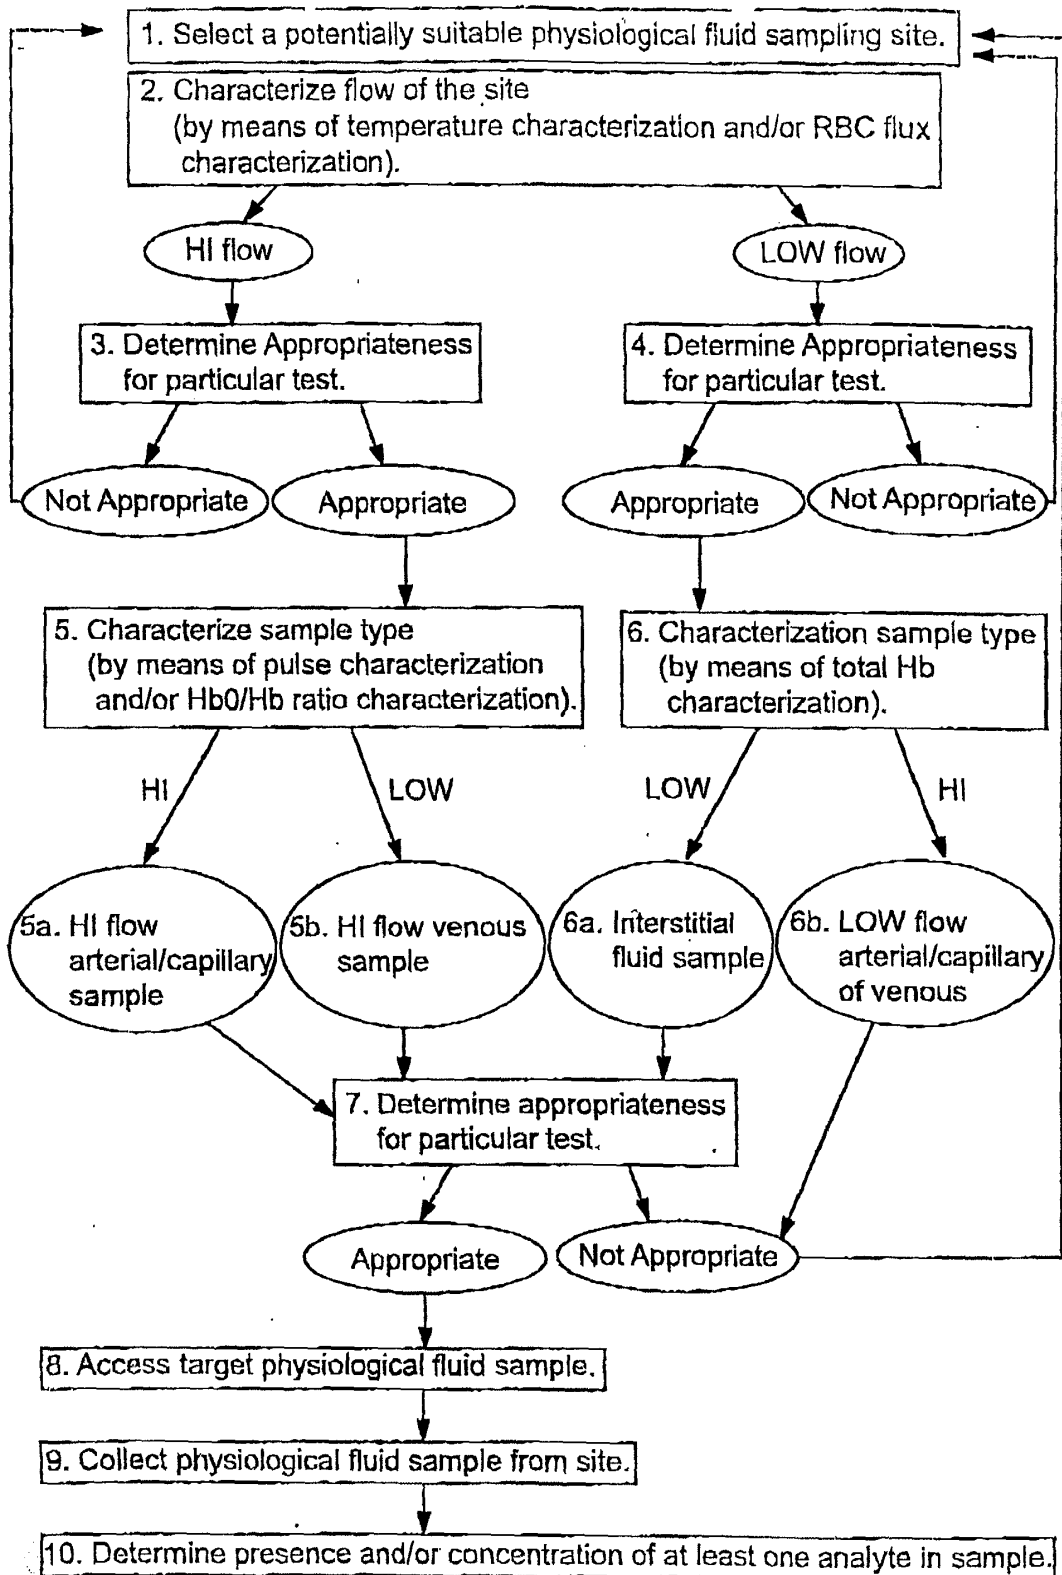 1. Select a potentially suitable physiological fluid sampling site.
2. Characterize flow of the site
(by means of temperature characterization and/or RBC flux
characterization).
HI flow
LOW flow
3. Determine Appropriateness
for particular test.
4. Determine Appropriateness
for particular test.
Not Appropriate
Appropriate
Appropriate
Not Appropriate
5. Characterize sample type
(by means of pulse characterization
and/or Hb0/Hb ratio characterization).
6. Characterization sample type
(by means of total Hb
characterization).
HI
LOW
LOW
HI
5a. HI flow
arterial/capillary
sample
5b. HI flow venous
sample
6a. Interstitial
fluid sample
6b. LOW flow
arterial/capillary
of venous
7. Determine appropriateness
for particular test.
Appropriate
Not Appropriate
8. Access target physiological fluid sample.
9. Collect physiological fluid sample from site.
10. Determine presence and/or concentration of at least one analyte in sample.